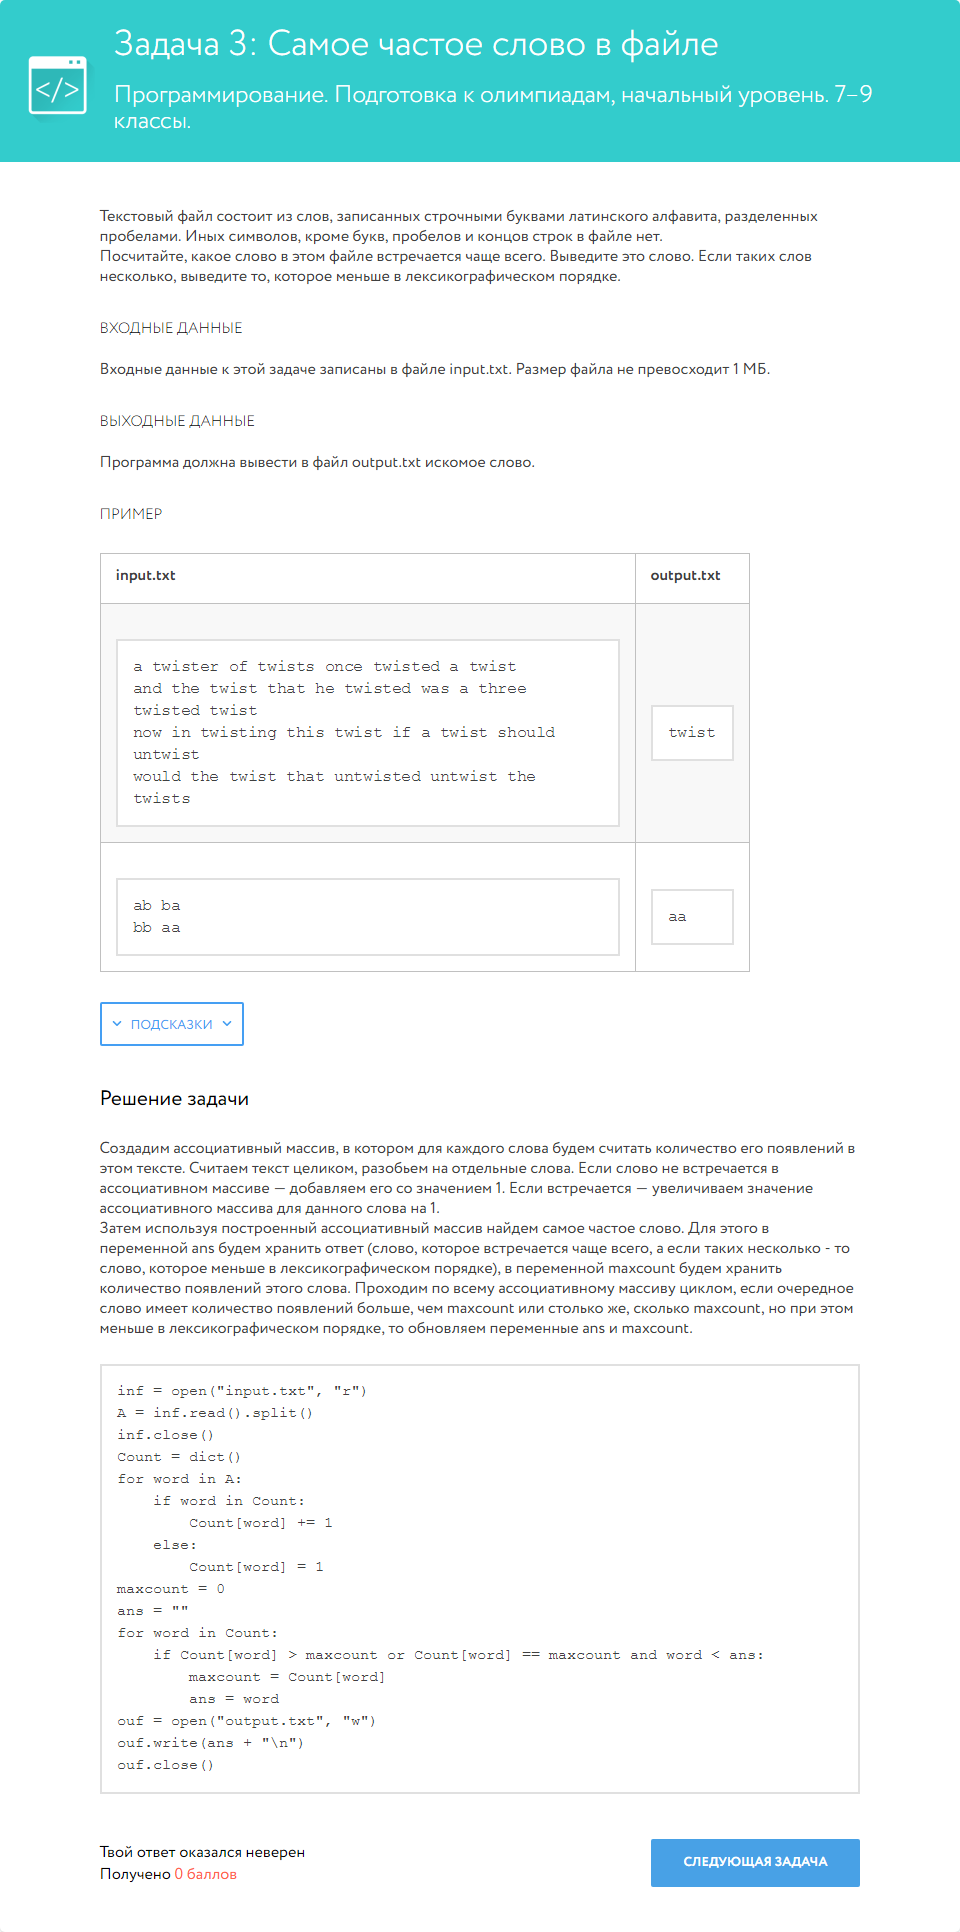 </>
Задача 3: Самое частое слово в файле
Программирование. Подготовка к олимпиадам, начальный уровень. 7–9
классы.
Текстовый файл состоит из слов, записанных строчными буквами латинского алфавита, разделенных
пробелами. Иных символов, кроме букв, пробелов и концов строк в файле нет.
Посчитайте, какое слово в этом файле встречается чаще всего. Выведите это слово. Если таких слов
несколько, выведите то, которое меньше в лексикографическом порядке.
ВХОДНЫЕ ДАННЫЕ
Входные данные к этой задаче записаны в файле input.txt. Размер файла не превосходит 1 МБ.
ВЫХОДНЫЕ ДАННЫЕ
Программа должна вывести в файл output.txt искомое слово.
ПРИМЕР
input.txt output.txt
a twister of twists once twisted a twist
and the twist that he twisted was a three
twisted twist
now in twisting this twist if a twist should
untwist
would the twist that untwisted untwist the
twists
twist
ab ba
bb aa
aa
ПОДСКАЗКИ
Решение задачи
Создадим ассоциативный массив, в котором для каждого слова будем считать количество его появлений в
этом тексте. Считаем текст целиком, разобьем на отдельные слова. Если слово не встречается в
ассоциативном массиве — добавляем его со значением 1. Если встречается — увеличиваем значение
ассоциативного массива для данного слова на 1.
Затем используя построенный ассоциативный массив найдем самое частое слово. Для этого в
переменной ans будем хранить ответ (слово, которое встречается чаще всего, а если таких несколько - то
слово, которое меньше в лексикографическом порядке), в переменной maxcount будем хранить
количество появлений этого слова. Проходим по всему ассоциативному массиву циклом, если очередное
слово имеет количество появлений больше, чем maxcount или столько же, сколько maxcount, но при этом
меньше в лексикографическом порядке, то обновляем переменные ans и maxcount.
inf = open("input.txt", "r")
A = inf.read().split()
inf.close()
Count = dict()
for word in A:
    if word in Count:
        Count[word] += 1
    else:
        Count[word] = 1
maxcount = 0
ans = ""
for word in Count:
    if Count[word] > maxcount or Count[word] == maxcount and word < ans:
        maxcount = Count[word]
        ans = word
ouf = open("output.txt", "w")
ouf.write(ans + "\n")
ouf.close()
Твой ответ оказался неверен
Получено 0 баллов
СЛЕДУЮЩАЯ ЗАДАЧА